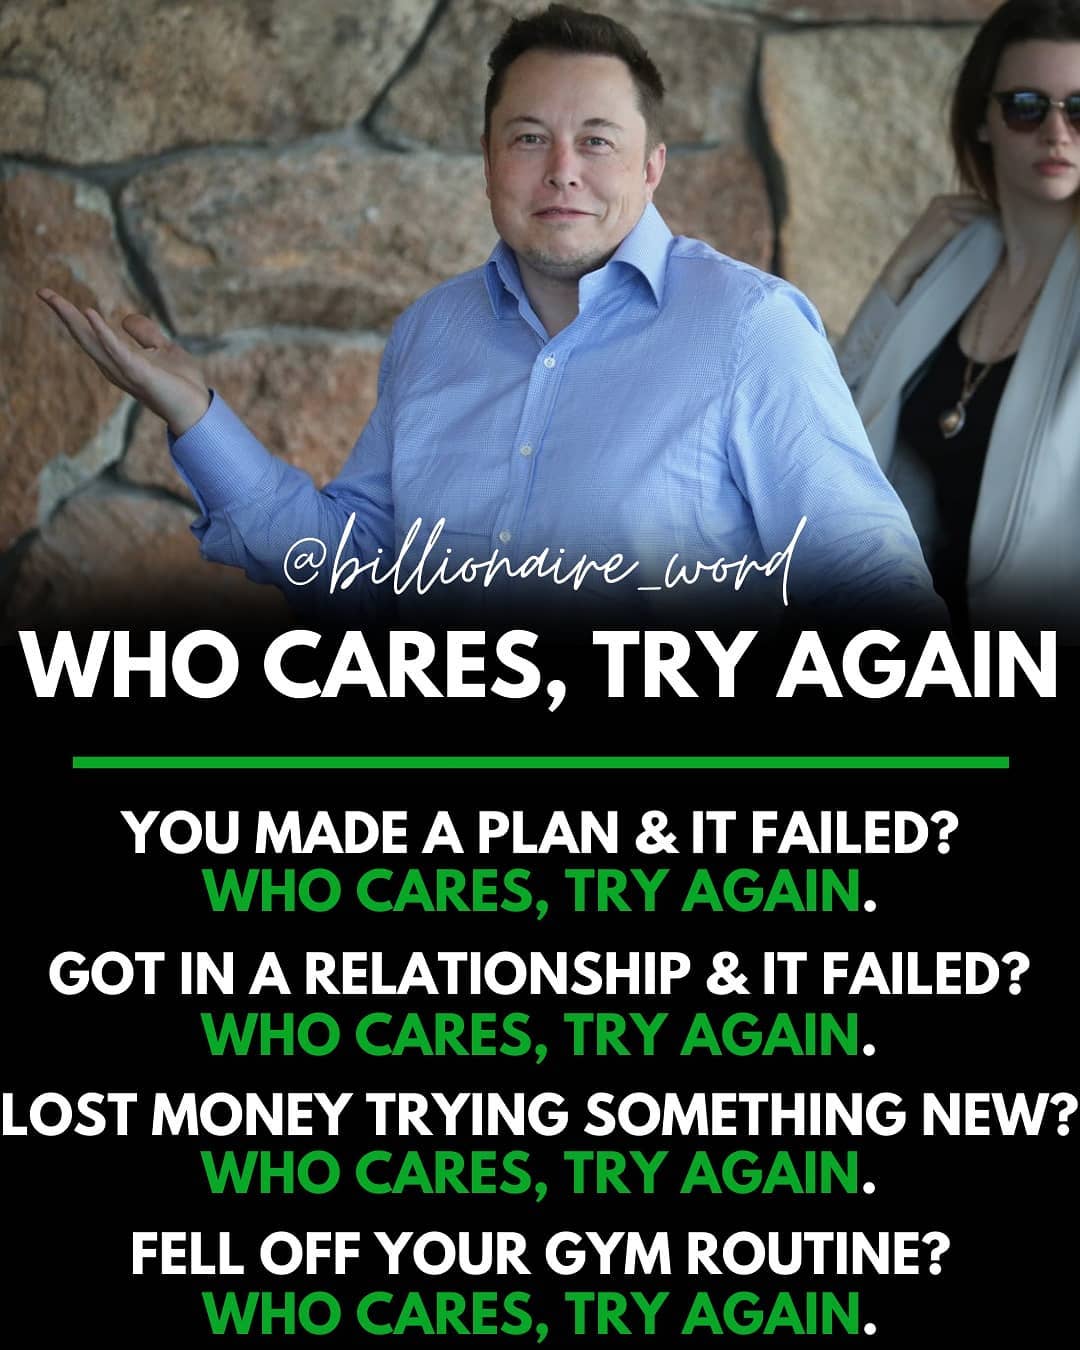 @billionaire_word
WHO CARES, TRY AGAIN
YOU MADE A PLAN & IT FAILED?
WHO CARES, TRY AGAIN.
GOT IN A RELATIONSHIP & IT FAILED?
WHO CARES, TRY AGAIN.
LOST MONEY TRYING SOMETHING NEW?
WHO CARES, TRY AGAIN.
FELL OFF YOUR GYM ROUTINE?
WHO CARES, TRY AGAIN.